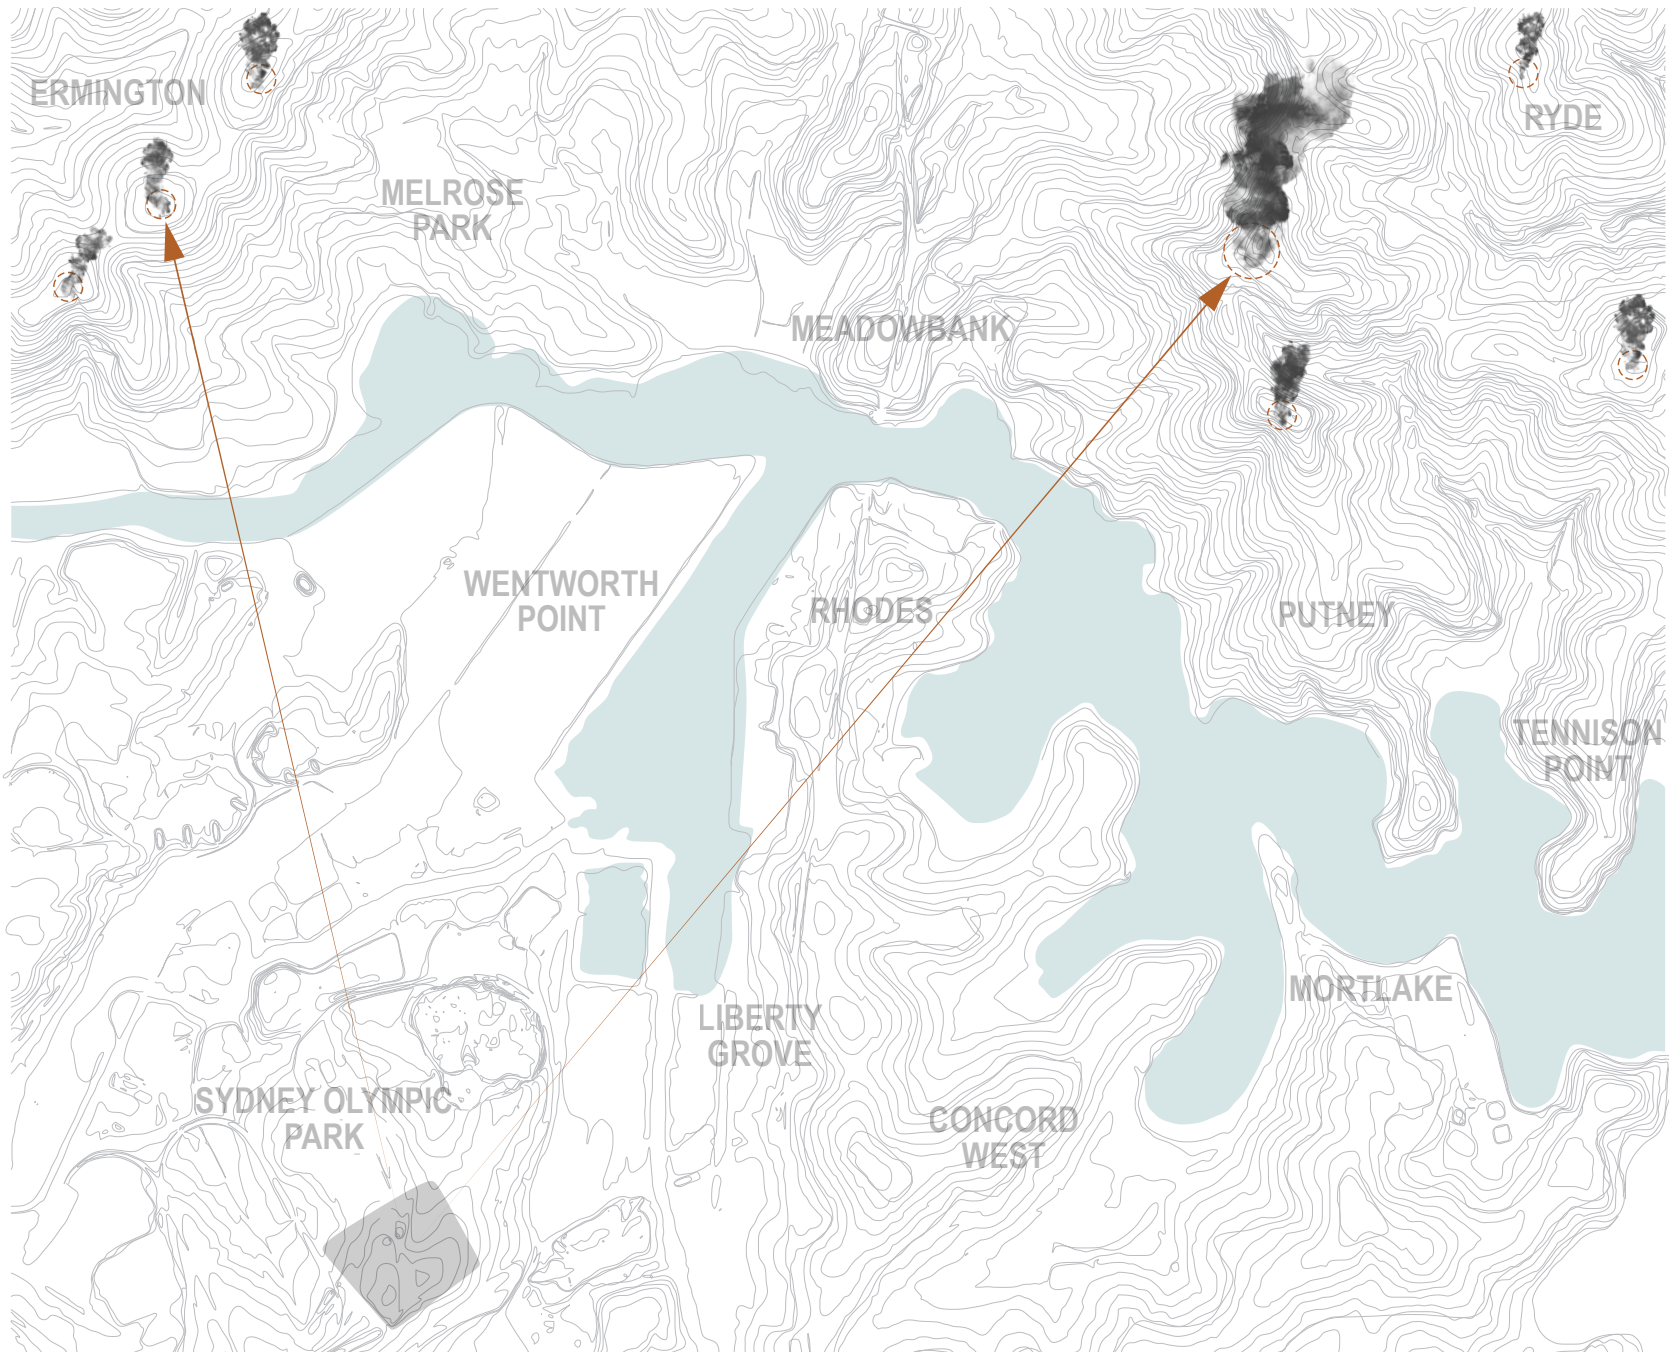 ERMINGTON
RYDE
MELROSE
PARK
MEADOWBANK
WENTWORTH
POINT
RHODES
PUTNEY
TENNISON
POINT
MORTLAKE
LIBERTY
GROVE
SYDNEY OLYMPIC
PARK
CONCORD
WEST